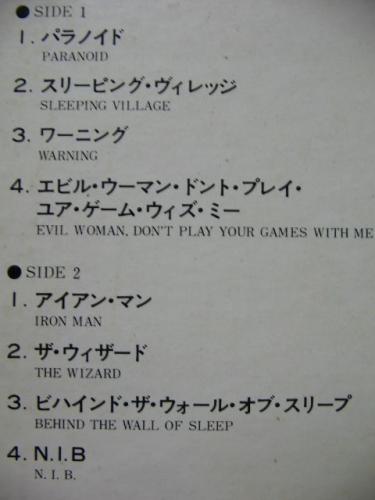 ●SIDE 1
1. パラノイド
PARANOID
2. スリーピング・ヴィレッジ
SLEEPING VILLAGE
3. ワーニング
WARNING
4. エビル・ウーマン・ドント・プレイ・
ユア・ゲーム・ウィズ・ミー
EVIL WOMAN, DON'T PLAY YOUR GAMES WITH ME
●SIDE 2
1. アイアン・マン
IRON MAN
2. ザ・ウィザード
THE WIZARD
3. ビハインド・ザ・ウォール・オブ・スリープ
BEHIND THE WALL OF SLEEP
4. N.I.B
N. I. B.